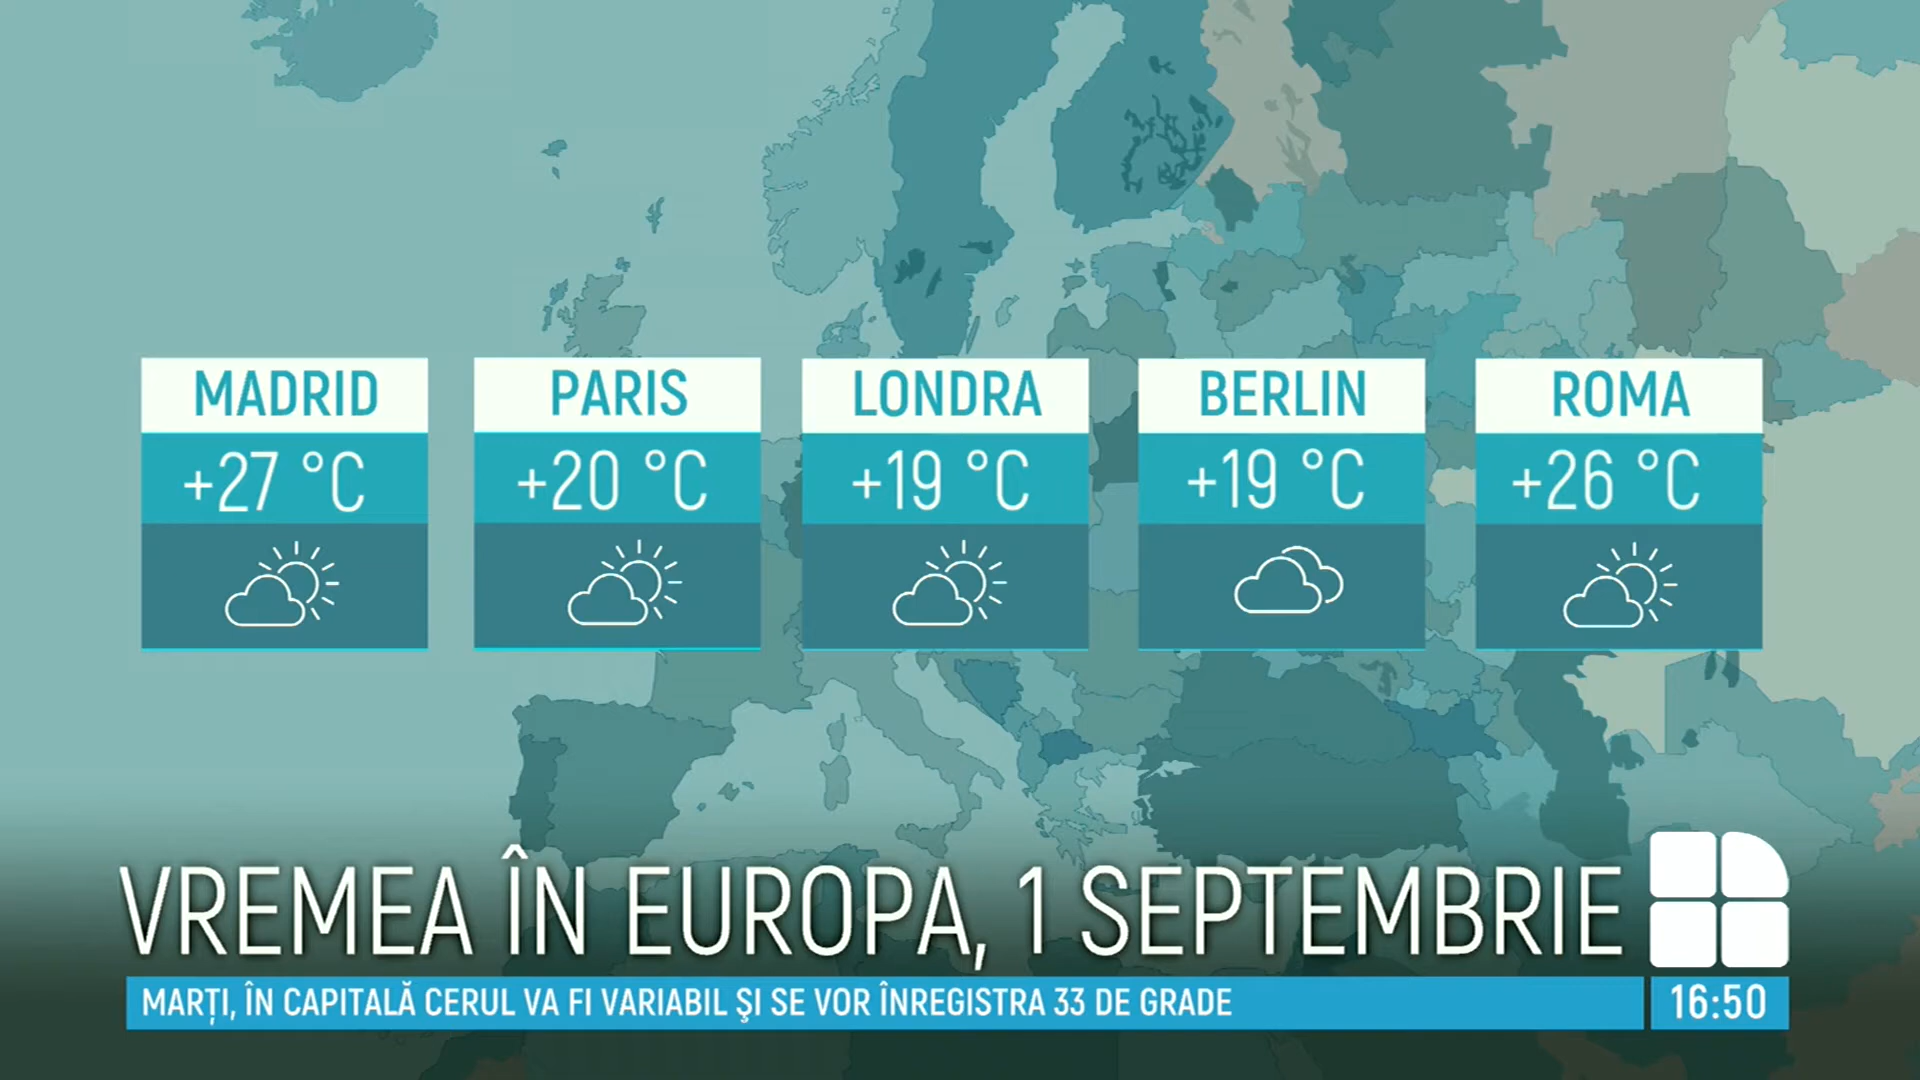 MADRID
+27 °C
PARIS
+20 °C
LONDRA
+19 °C
BERLIN
+19 °C
ROMA
+26 °C
VREMEA ÎN EUROPA, 1 SEPTEMBRIE
MARȚI, ÎN CAPITALĂ CERUL VA FI VARIABIL ŞI SE VOR ÎNREGISTRA 33 DE GRADE
16:50